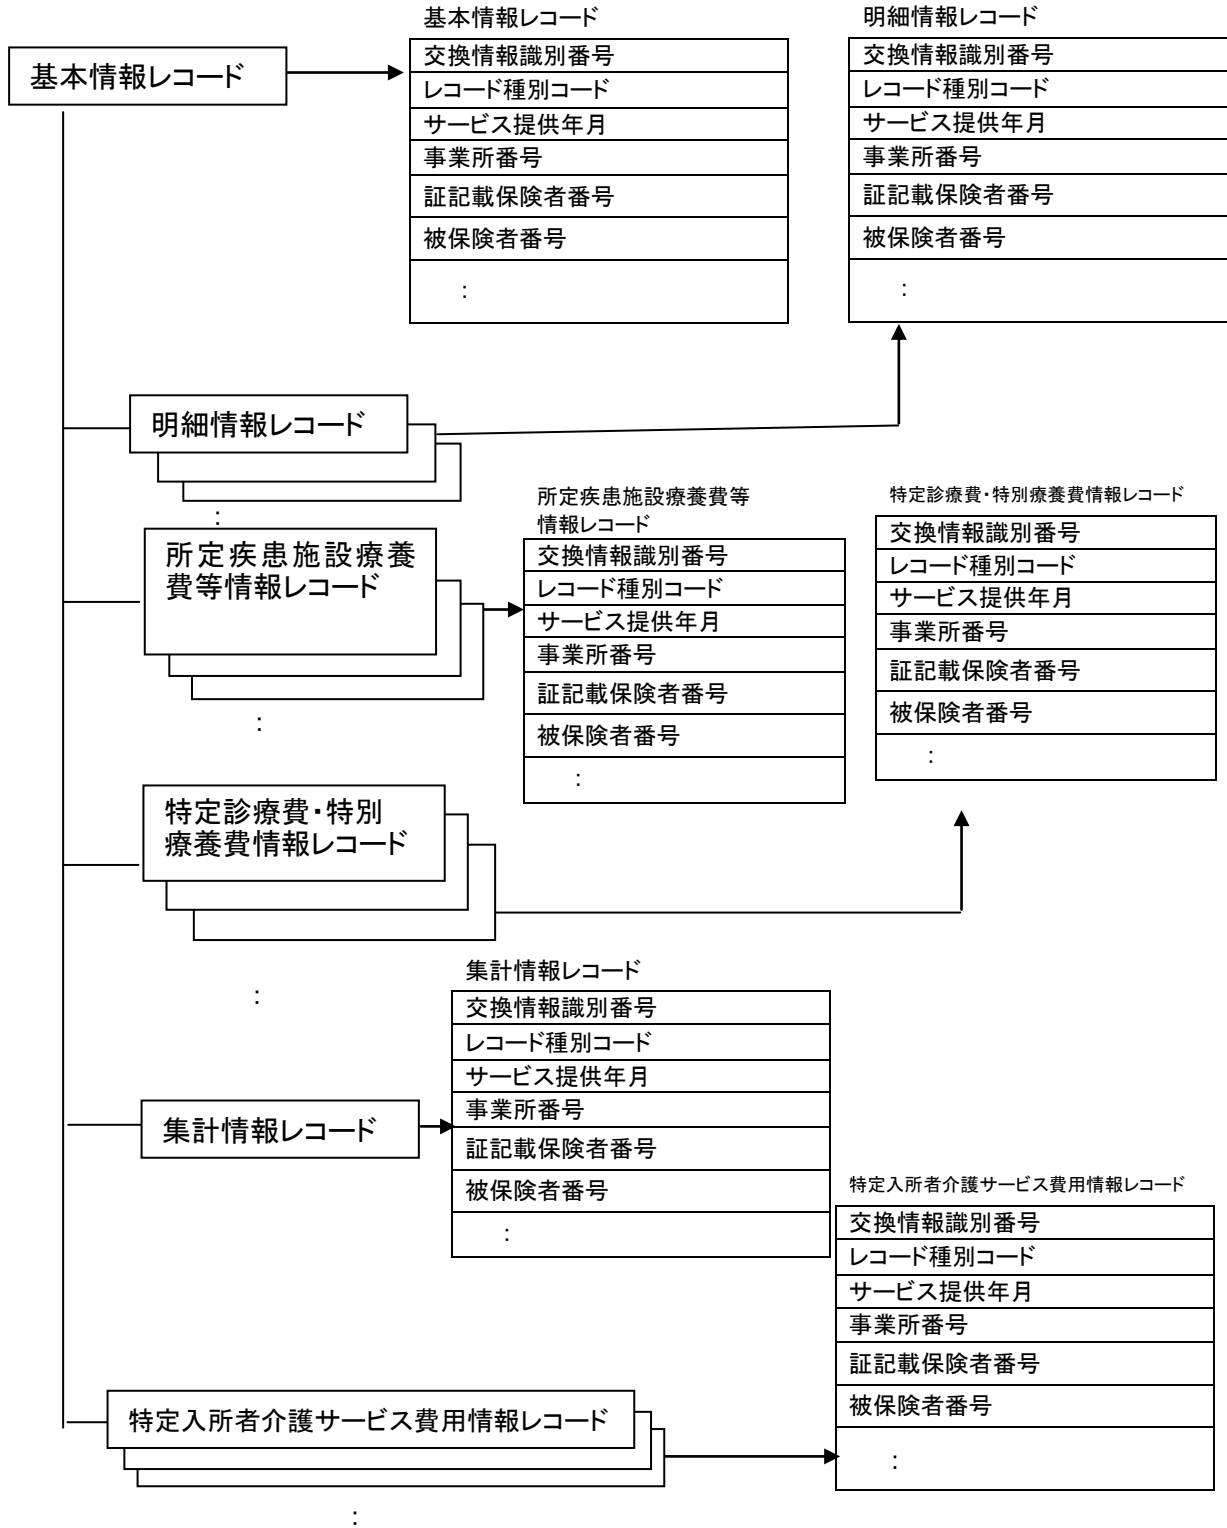 基本情報レコード
基本情報レコード
交換情報識別番号
レコード種別コード
サービス提供年月
事業所番号
証記載保険者番号
被保険者番号
:
明細情報レコード
交換情報識別番号
レコード種別コード
サービス提供年月
事業所番号
証記載保険者番号
被保険者番号
:
明細情報レコード
:
所定疾患施設療養
費等情報レコード
:
所定疾患施設療養費等
情報レコード
交換情報識別番号
レコード種別コード
サービス提供年月
事業所番号
証記載保険者番号
被保険者番号
:
特定診療費・特別療養費情報レコード
交換情報識別番号
レコード種別コード
サービス提供年月
事業所番号
証記載保険者番号
被保険者番号
:
特定診療費・特別
療養費情報レコード
:
集計情報レコード
集計情報レコード
交換情報識別番号
レコード種別コード
サービス提供年月
事業所番号
証記載保険者番号
被保険者番号
:
特定入所者介護サービス費用情報レコード
:
特定入所者介護サービス費用情報レコード
交換情報識別番号
レコード種別コード
サービス提供年月
事業所番号
証記載保険者番号
被保険者番号
: